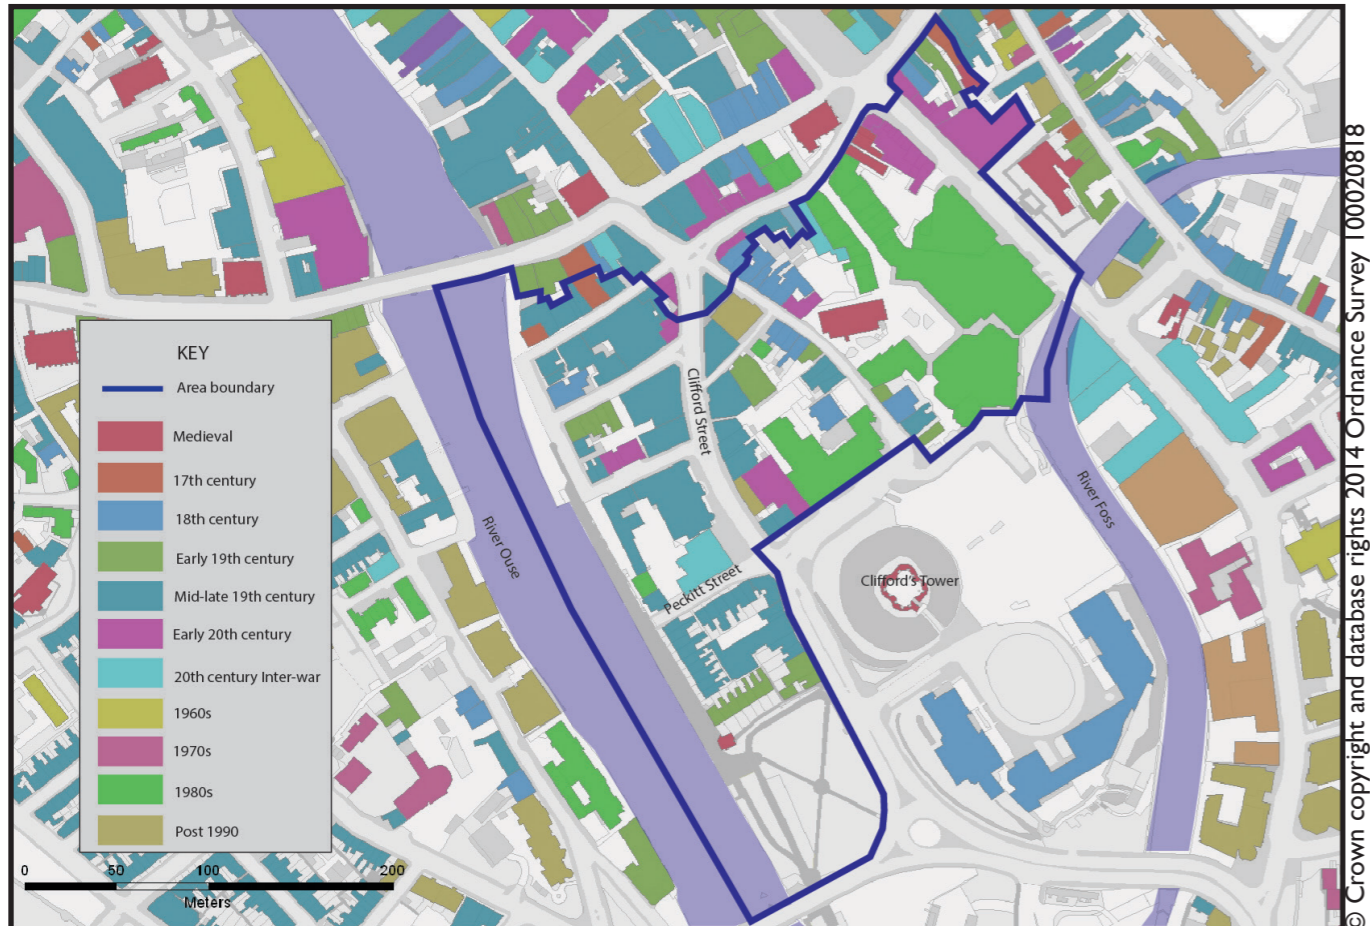 KEY
Area boundary
Medieval
17th century
18th century
Early 19th century
Mid-late 19th century
Early 20th century
20th century Inter-war
1960s
1970s
1980s
Post 1990
0 50 100 200
Meters
River Ouse
Clifford Street
Peckitt Street
Clifford's Tower
River Foss
© Crown copyright and database rights 2014 Ordnance Survey 100020818